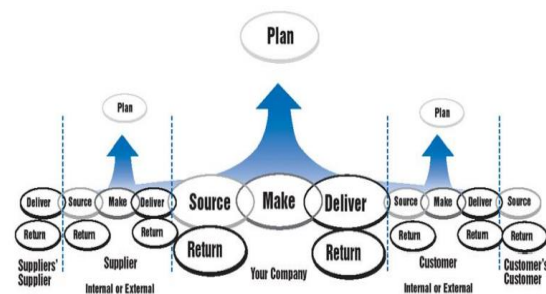 Plan
Plan
Plan
Deliver
Source
Make
Deliver
Source
Make
Deliver
Source
Make
Deliver
Source
Return
Return
Return
Return
Return
Return
Return
Return
Suppliers'
Supplier
Supplier
Internal or External
Your Company
Customer
Internal or External
Customer's
Customer